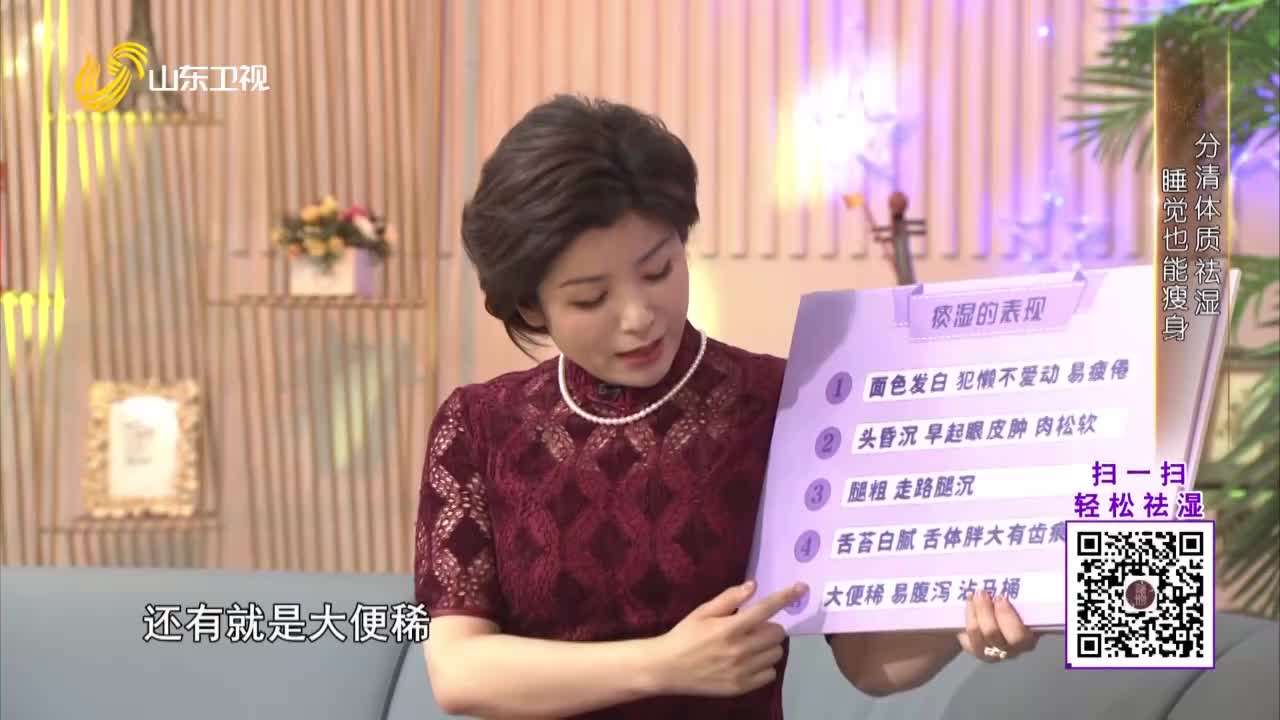 山东卫视
分清体质祛湿
睡觉也能瘦身
痰湿的表现
1 面色发白 犯懒不爱动 易疲倦
2 头昏沉 早起眼皮肿 肉松软
3 腿粗 走路腿沉
4 舌苔白腻 舌体胖大有齿痕
大便稀 易腹泻 沾马桶
扫一扫
轻松祛湿
还有就是大便稀